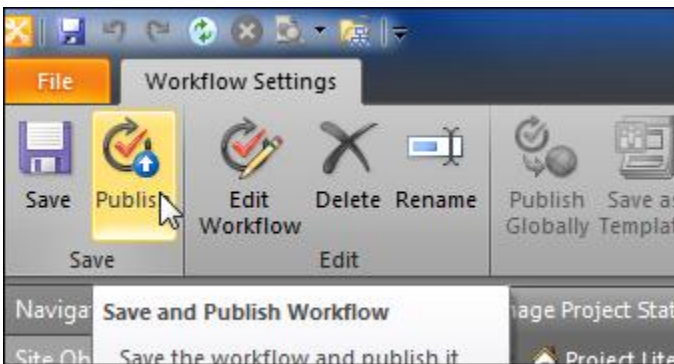 File Workflow Settings
Save Publish Edit Workflow Delete Rename Publish Globally Save as
Save Edit
Save and Publish Workflow
Save the workflow and publish it